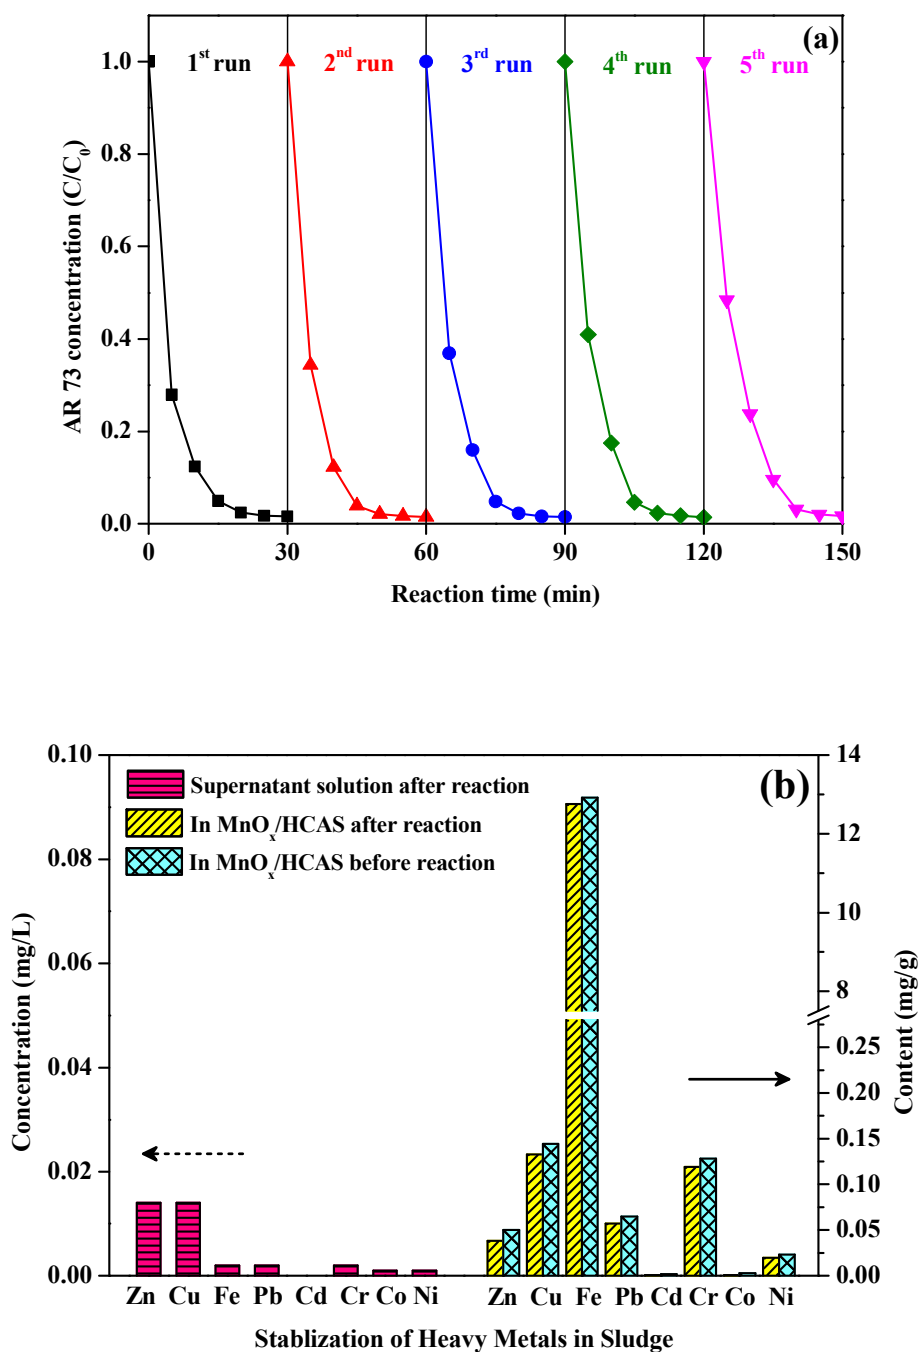 (a)
1st run 2nd run 3rd run 4th run 5th run
AR 73 concentration (C/C0)
1.0
0.8
0.6
0.4
0.2
0.0
0 30 60 90 120 150
Reaction time (min)
(b)
Supernatant solution after reaction
In MnOx/HCAS after reaction
In MnOx/HCAS before reaction
Concentration (mg/L)
0.10
0.08
0.06
0.04
0.02
0.00
Content (mg/g)
14
12
10
8
0.25
0.20
0.15
0.10
0.05
0.00
Zn Cu Fe Pb Cd Cr Co Ni Zn Cu Fe Pb Cd Cr Co Ni
Stablization of Heavy Metals in Sludge